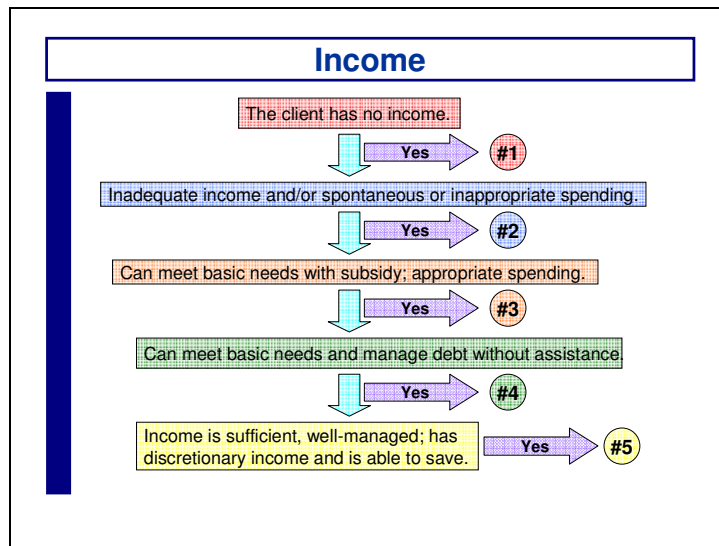 Income
The client has no income.
Yes
#1
Inadequate income and/or spontaneous or inappropriate spending.
Yes
#2
Can meet basic needs with subsidy; appropriate spending.
Yes
#3
Can meet basic needs and manage debt without assistance.
Yes
#4
Income is sufficient, well-managed; has
discretionary income and is able to save.
Yes
#5